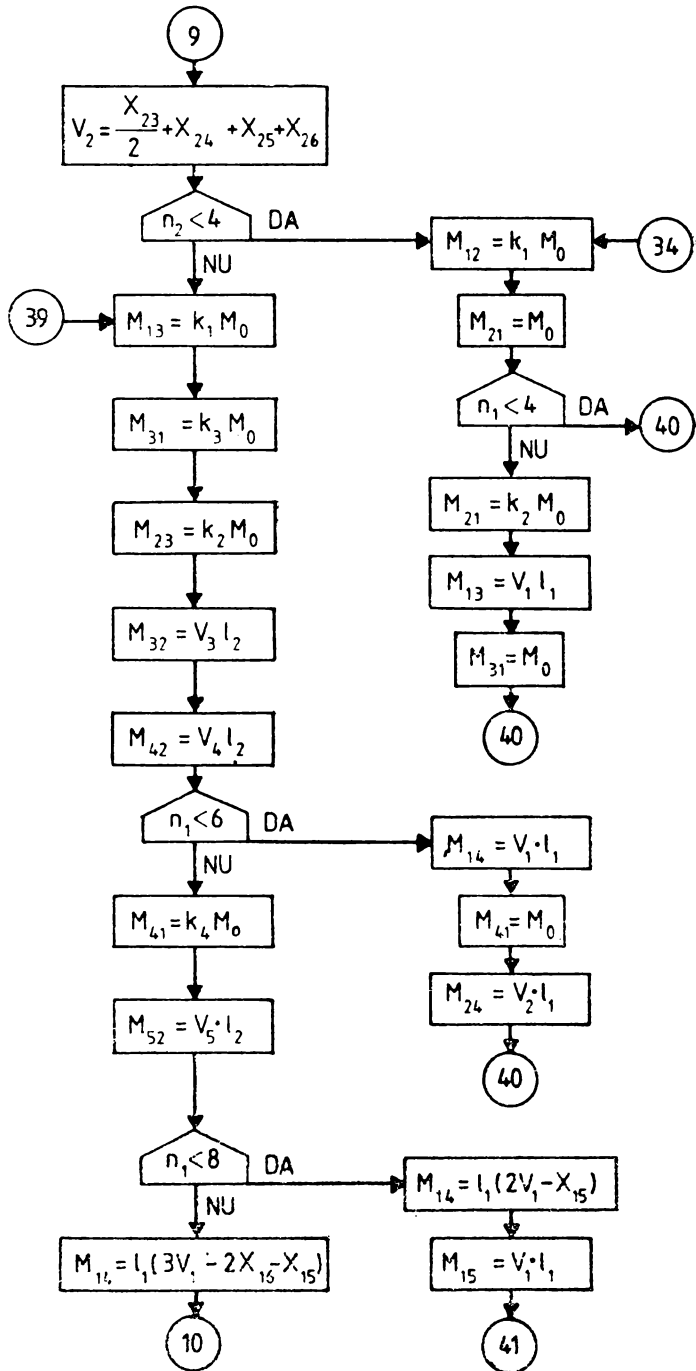 9
V₂ = X₂₃/2 + X₂₄ + X₂₅ + X₂₆
n₂ < 4 DA
NU
M₁₂ = k₁ M₀
34
39
M₁₃ = k₁ M₀
M₂₁ = M₀
n₁ < 4 DA
NU
40
M₃₁ = k₃ M₀
M₂₃ = k₂ M₀
M₂₁ = k₂ M₀
M₁₃ = V₁ l₁
M₃₂ = V₃ l₂
M₃₁ = M₀
M₄₂ = V₄ l₂
40
n₁ < 6 DA
NU
M₁₄ = V₁·l₁
M₄₁ = k₄ M₀
M₄₁ = M₀
M₅₂ = V₅·l₂
M₂₄ = V₂·l₁
40
n₁ < 8 DA
NU
M₁₄ = l₁(2V₁ − X₁₅)
M₁₄ = l₁(3V₁ − 2X₁₆ − X₁₅)
M₁₅ = V₁·l₁
10
41